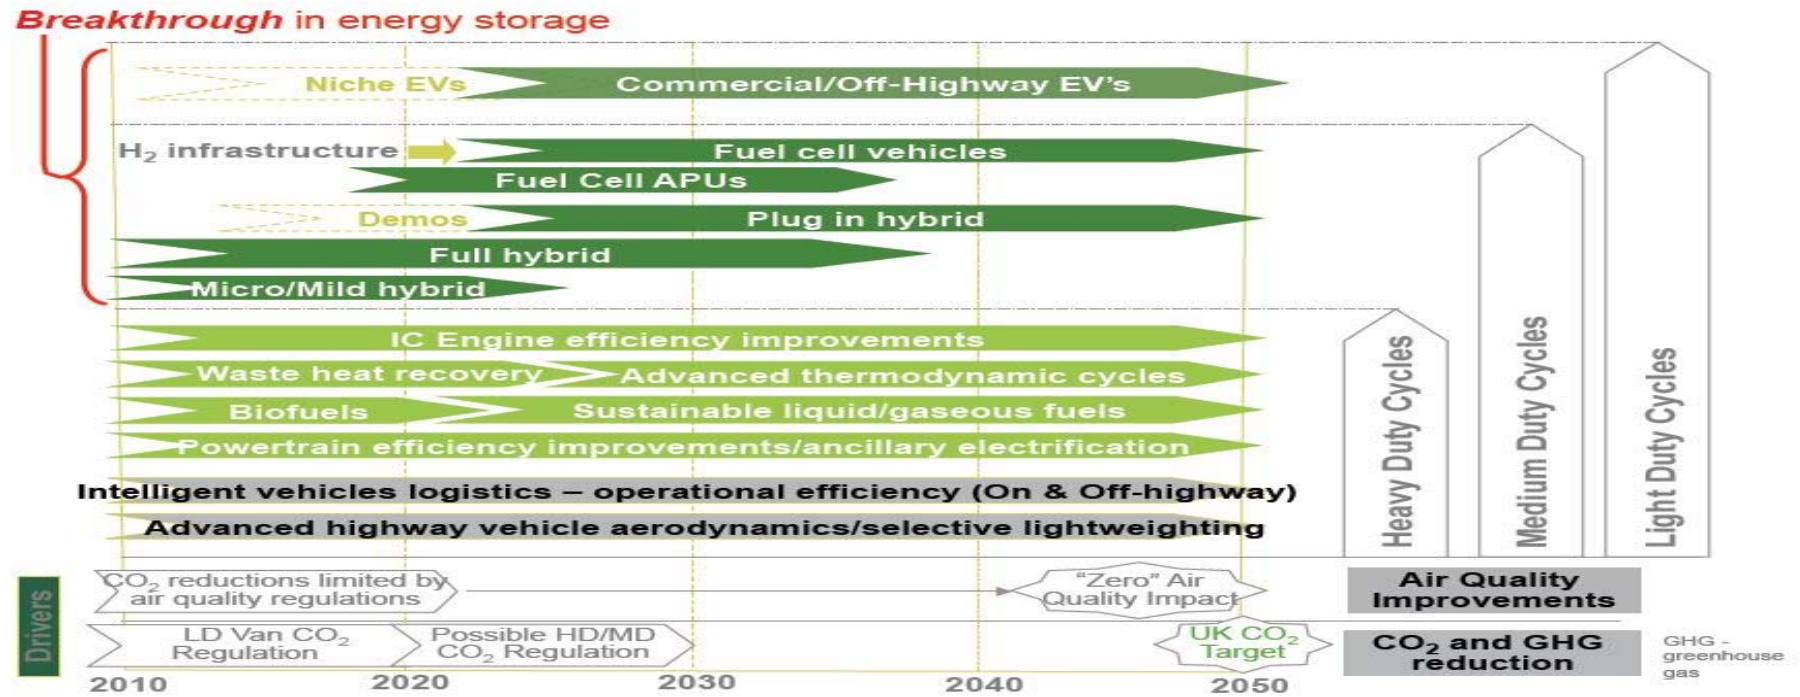 Breakthrough in energy storage
Niche EVs
Commercial/Off-Highway EV's
H2 infrastructure
Fuel cell vehicles
Fuel Cell APUs
Demos
Plug in hybrid
Full hybrid
Micro/Mild hybrid
IC Engine efficiency improvements
Waste heat recovery
Advanced thermodynamic cycles
Biofuels
Sustainable liquid/gaseous fuels
Powertrain efficiency improvements/ancillary electrification
Intelligent vehicles logistics – operational efficiency (On & Off-highway)
Advanced highway vehicle aerodynamics/selective lightweighting
Heavy Duty Cycles
Medium Duty Cycles
Light Duty Cycles
Drivers
CO2 reductions limited by
air quality regulations
"Zero" Air
Quality Impact
Air Quality
Improvements
LD Van CO2
Regulation
Possible HD/MD
CO2 Regulation
UK CO2
Target
CO2 and GHG
reduction
GHG -
greenhouse
gas
2010
2020
2030
2040
2050